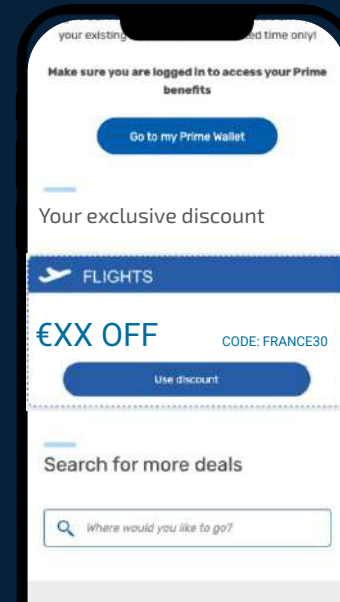 your existing ed time only!
Make sure you are logged in to access your Prime
benefits
Go to my Prime Wallet
Your exclusive discount
FLIGHTS
€XX OFF
CODE: FRANCE30
Use discount
Search for more deals
Where would you like to go?